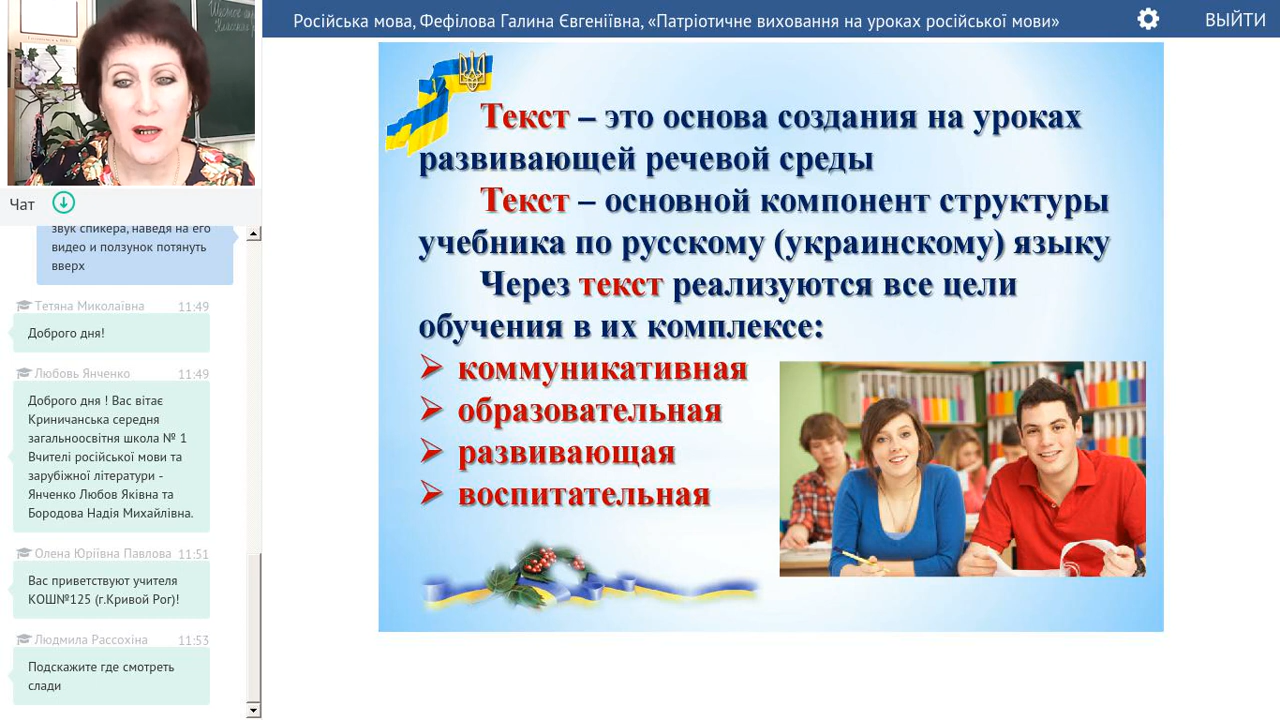 Російська мова, Фефілова Галина Євгеніївна, «Патріотичне виховання на уроках російської мови»
ВЫЙТИ
Чат
звук спикера, наведя на его
видео и ползунок потянуть
вверх
Тетяна Миколаївна 11:49
Доброго дня!
Любовь Янченко 11:49
Доброго дня ! Вас вітає
Криничанська середня
загальноосвітня школа № 1
Вчителі російської мови та
зарубіжної літератури -
Янченко Любов Яківна та
Бородова Надія Михайлівна.
Олена Юріївна Павлова 11:51
Вас приветствуют учителя
КОШ№125 (г.Кривой Рог)!
Людмила Рассохіна 11:53
Подскажите где смотреть
слади
Текст – это основа создания на уроках
развивающей речевой среды
Текст – основной компонент структуры
учебника по русскому (украинскому) языку
Через текст реализуются все цели
обучения в их комплексе:
коммуникативная
образовательная
развивающая
воспитательная